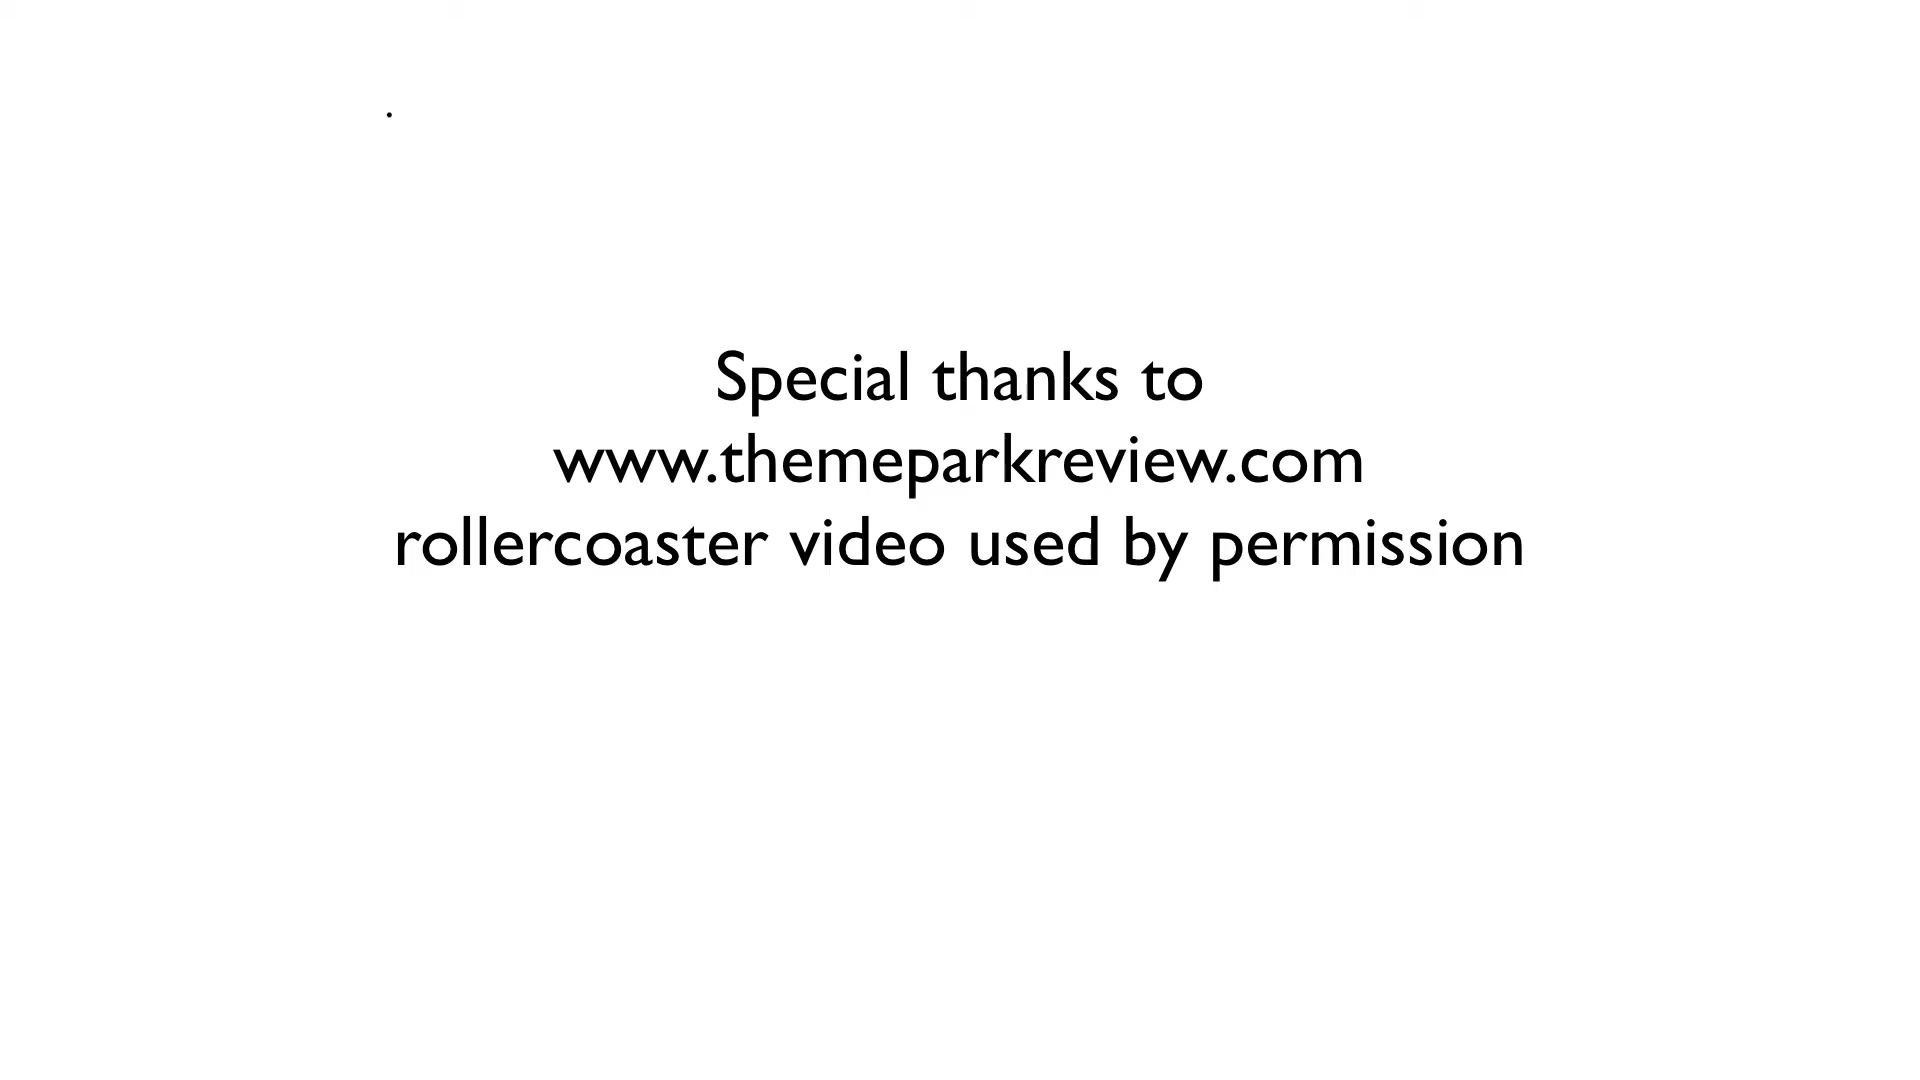 .
Special thanks to
www.themeparkreview.com
rollercoaster video used by permission